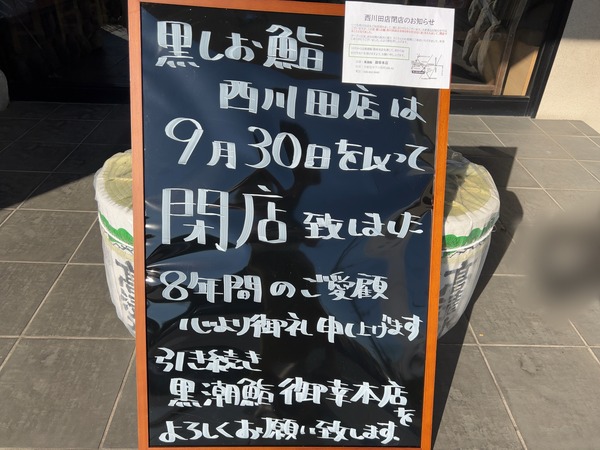 西川田店閉店のお知らせ
黒しお鮨
西川田店は
9月30日を以って
閉店致しました
8年間のご愛顧
心より御礼申し上げます
引き続き
黒潮鮨御幸本店を
よろしくお願い致します。